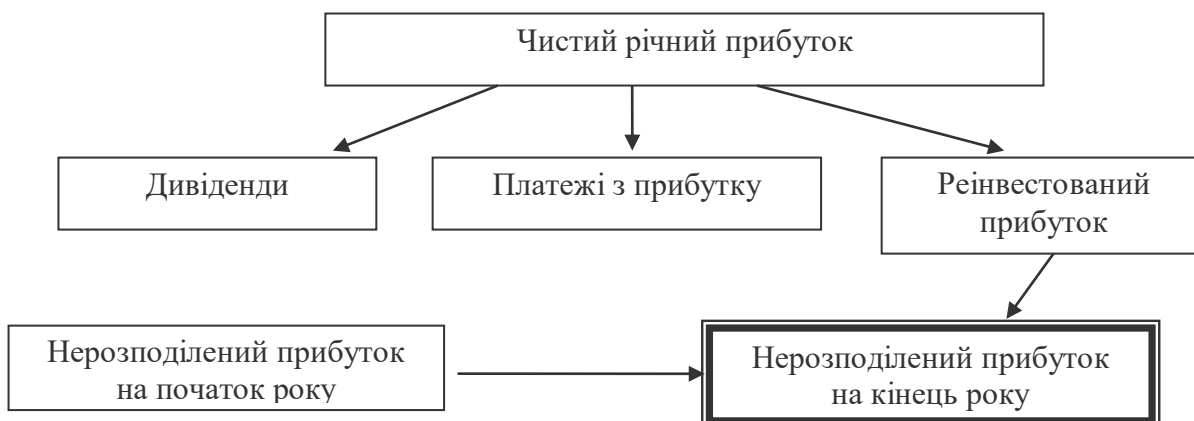 Чистий річний прибуток
Дивіденди
Платежі з прибутку
Реінвестований
прибуток
Нерозподілений прибуток
на початок року
Нерозподілений прибуток
на кінець року